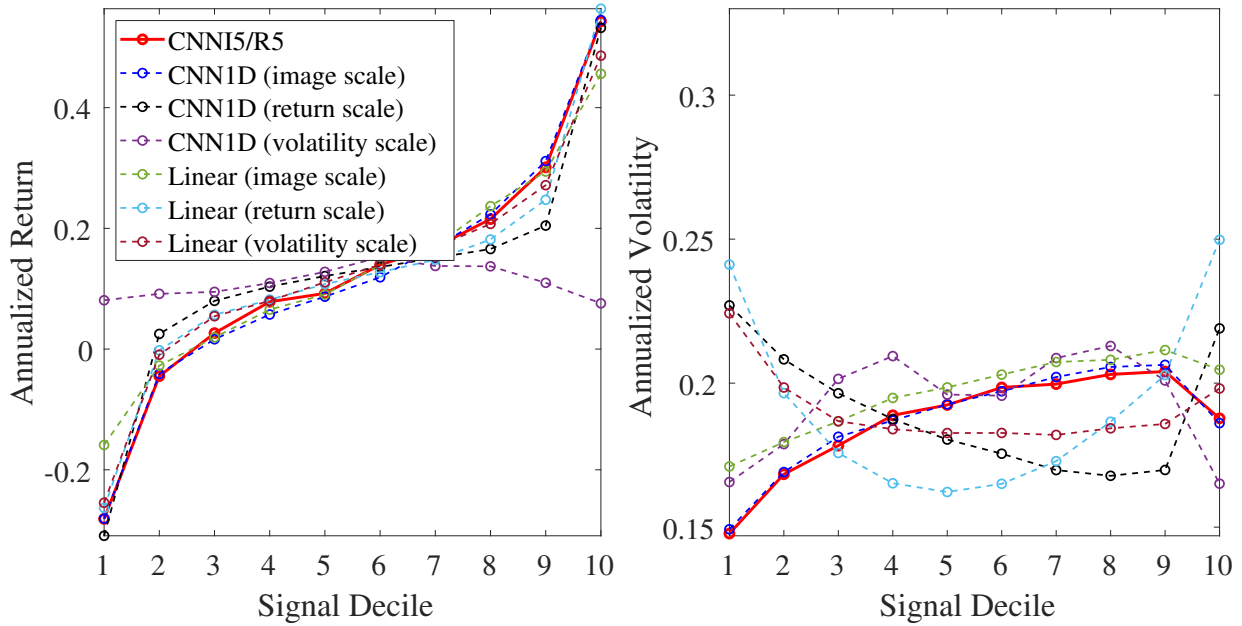 CNNI5/R5
CNN1D (image scale)
CNN1D (return scale)
CNN1D (volatility scale)
Linear (image scale)
Linear (return scale)
Linear (volatility scale)
Annualized Return
0.4
0.2
0
-0.2
1 2 3 4 5 6 7 8 9 10
Signal Decile
Annualized Volatility
0.3
0.25
0.2
0.15
1 2 3 4 5 6 7 8 9 10
Signal Decile